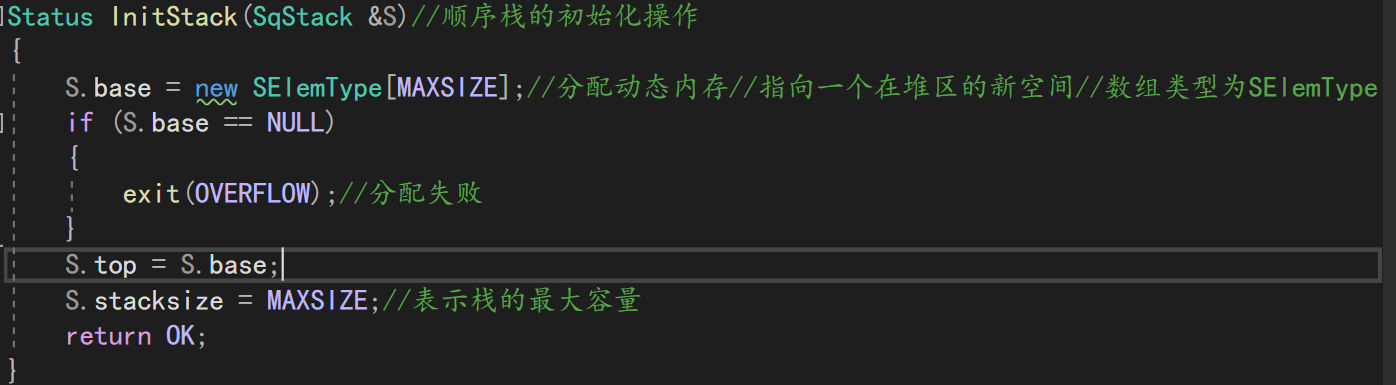 Status InitStack(SqStack &S)//顺序栈的初始化操作
{
S.base = new SElemType[MAXSIZE];//分配动态内存//指向一个在堆区的新空间//数组类型为SElemType
if (S.base == NULL)
{
exit(OVERFLOW);//分配失败
}
S.top = S.base;
S.stacksize = MAXSIZE;//表示栈的最大容量
return OK;
}